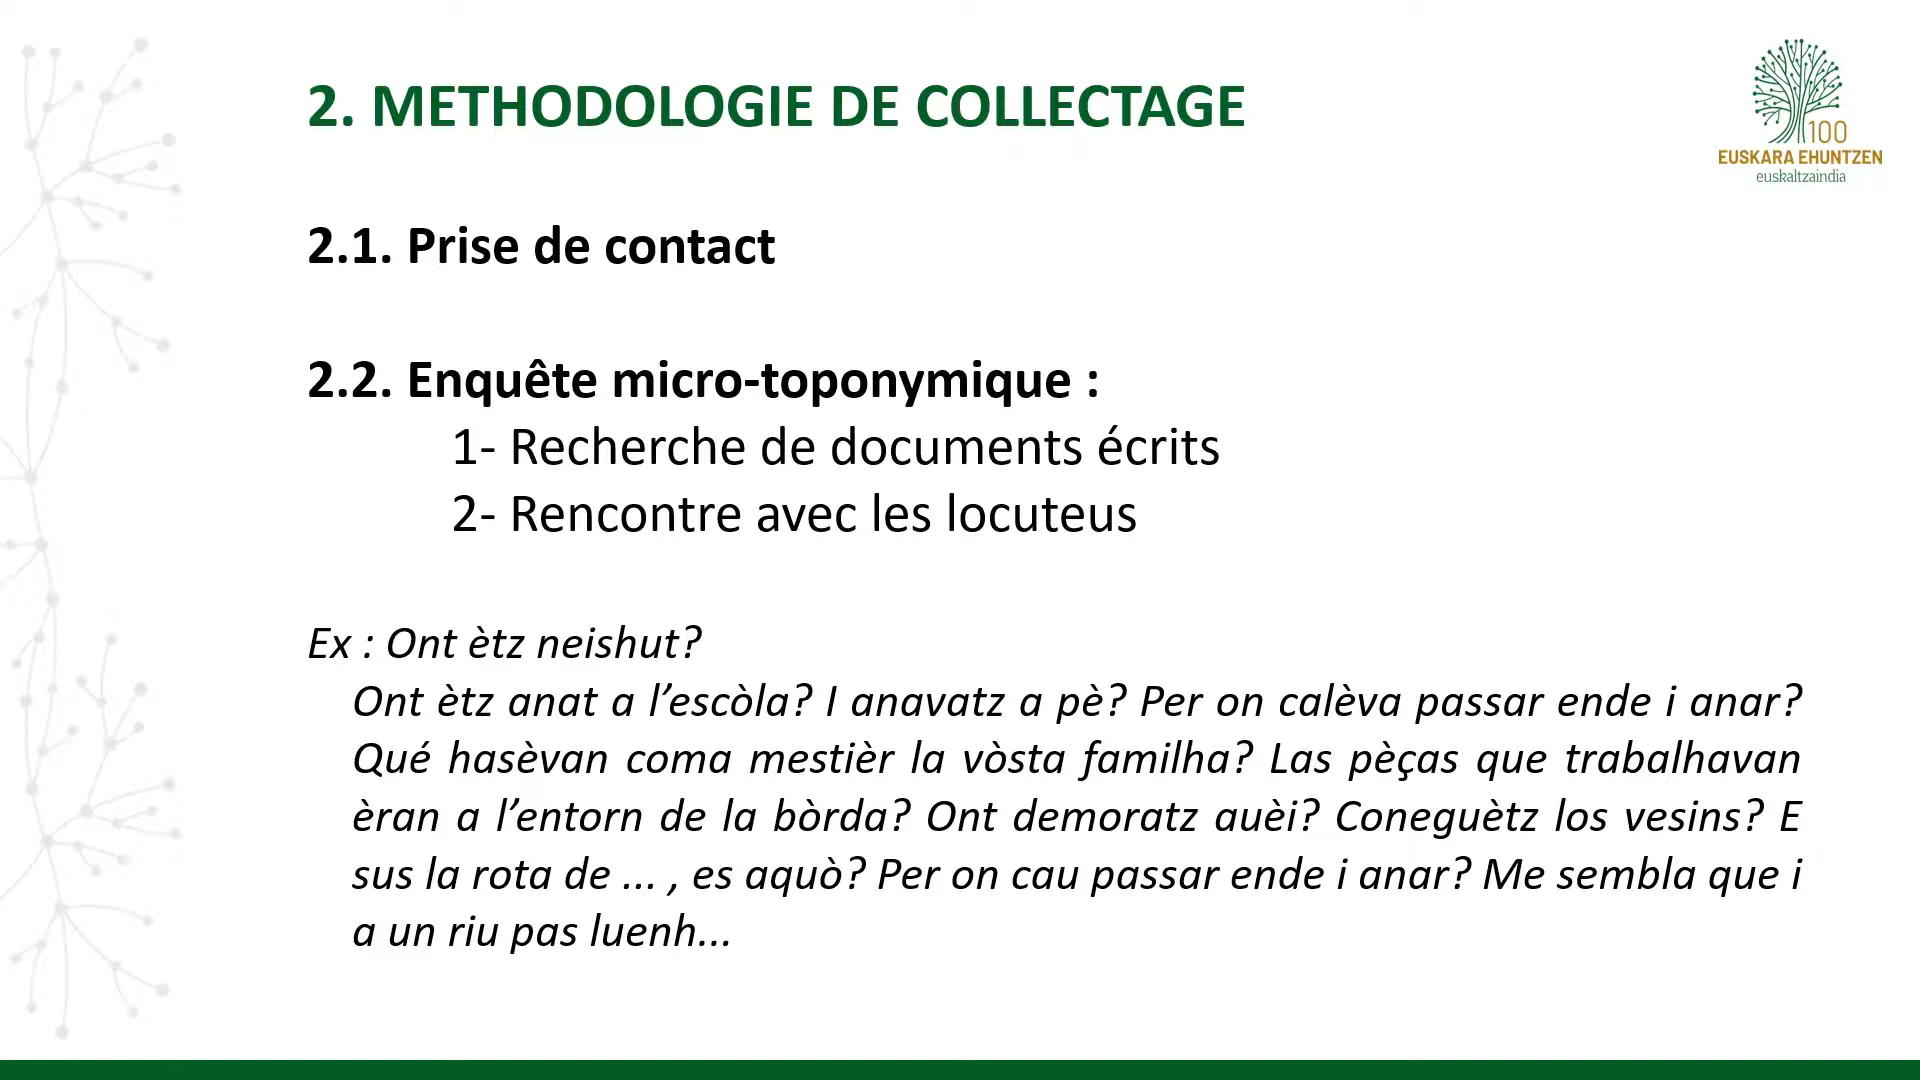 2. METHODOLOGIE DE COLLECTAGE
100
EUSKARA EHUNTZEN
euskaltzaindia
2.1. Prise de contact
2.2. Enquête micro-toponymique :
1- Recherche de documents écrits
2- Rencontre avec les locuteus
Ex : Ont ètz neishut?
Ont ètz anat a l’escòla? I anavatz a pè? Per on calèva passar ende i anar?
Qué hasèvan coma mestièr la vòsta familha? Las pèças que trabalhavan
èran a l’entorn de la bòrda? Ont demoratz auèi? Coneguètz los vesins? E
sus la rota de ... , es aquò? Per on cau passar ende i anar? Me sembla que i
a un riu pas luenh...